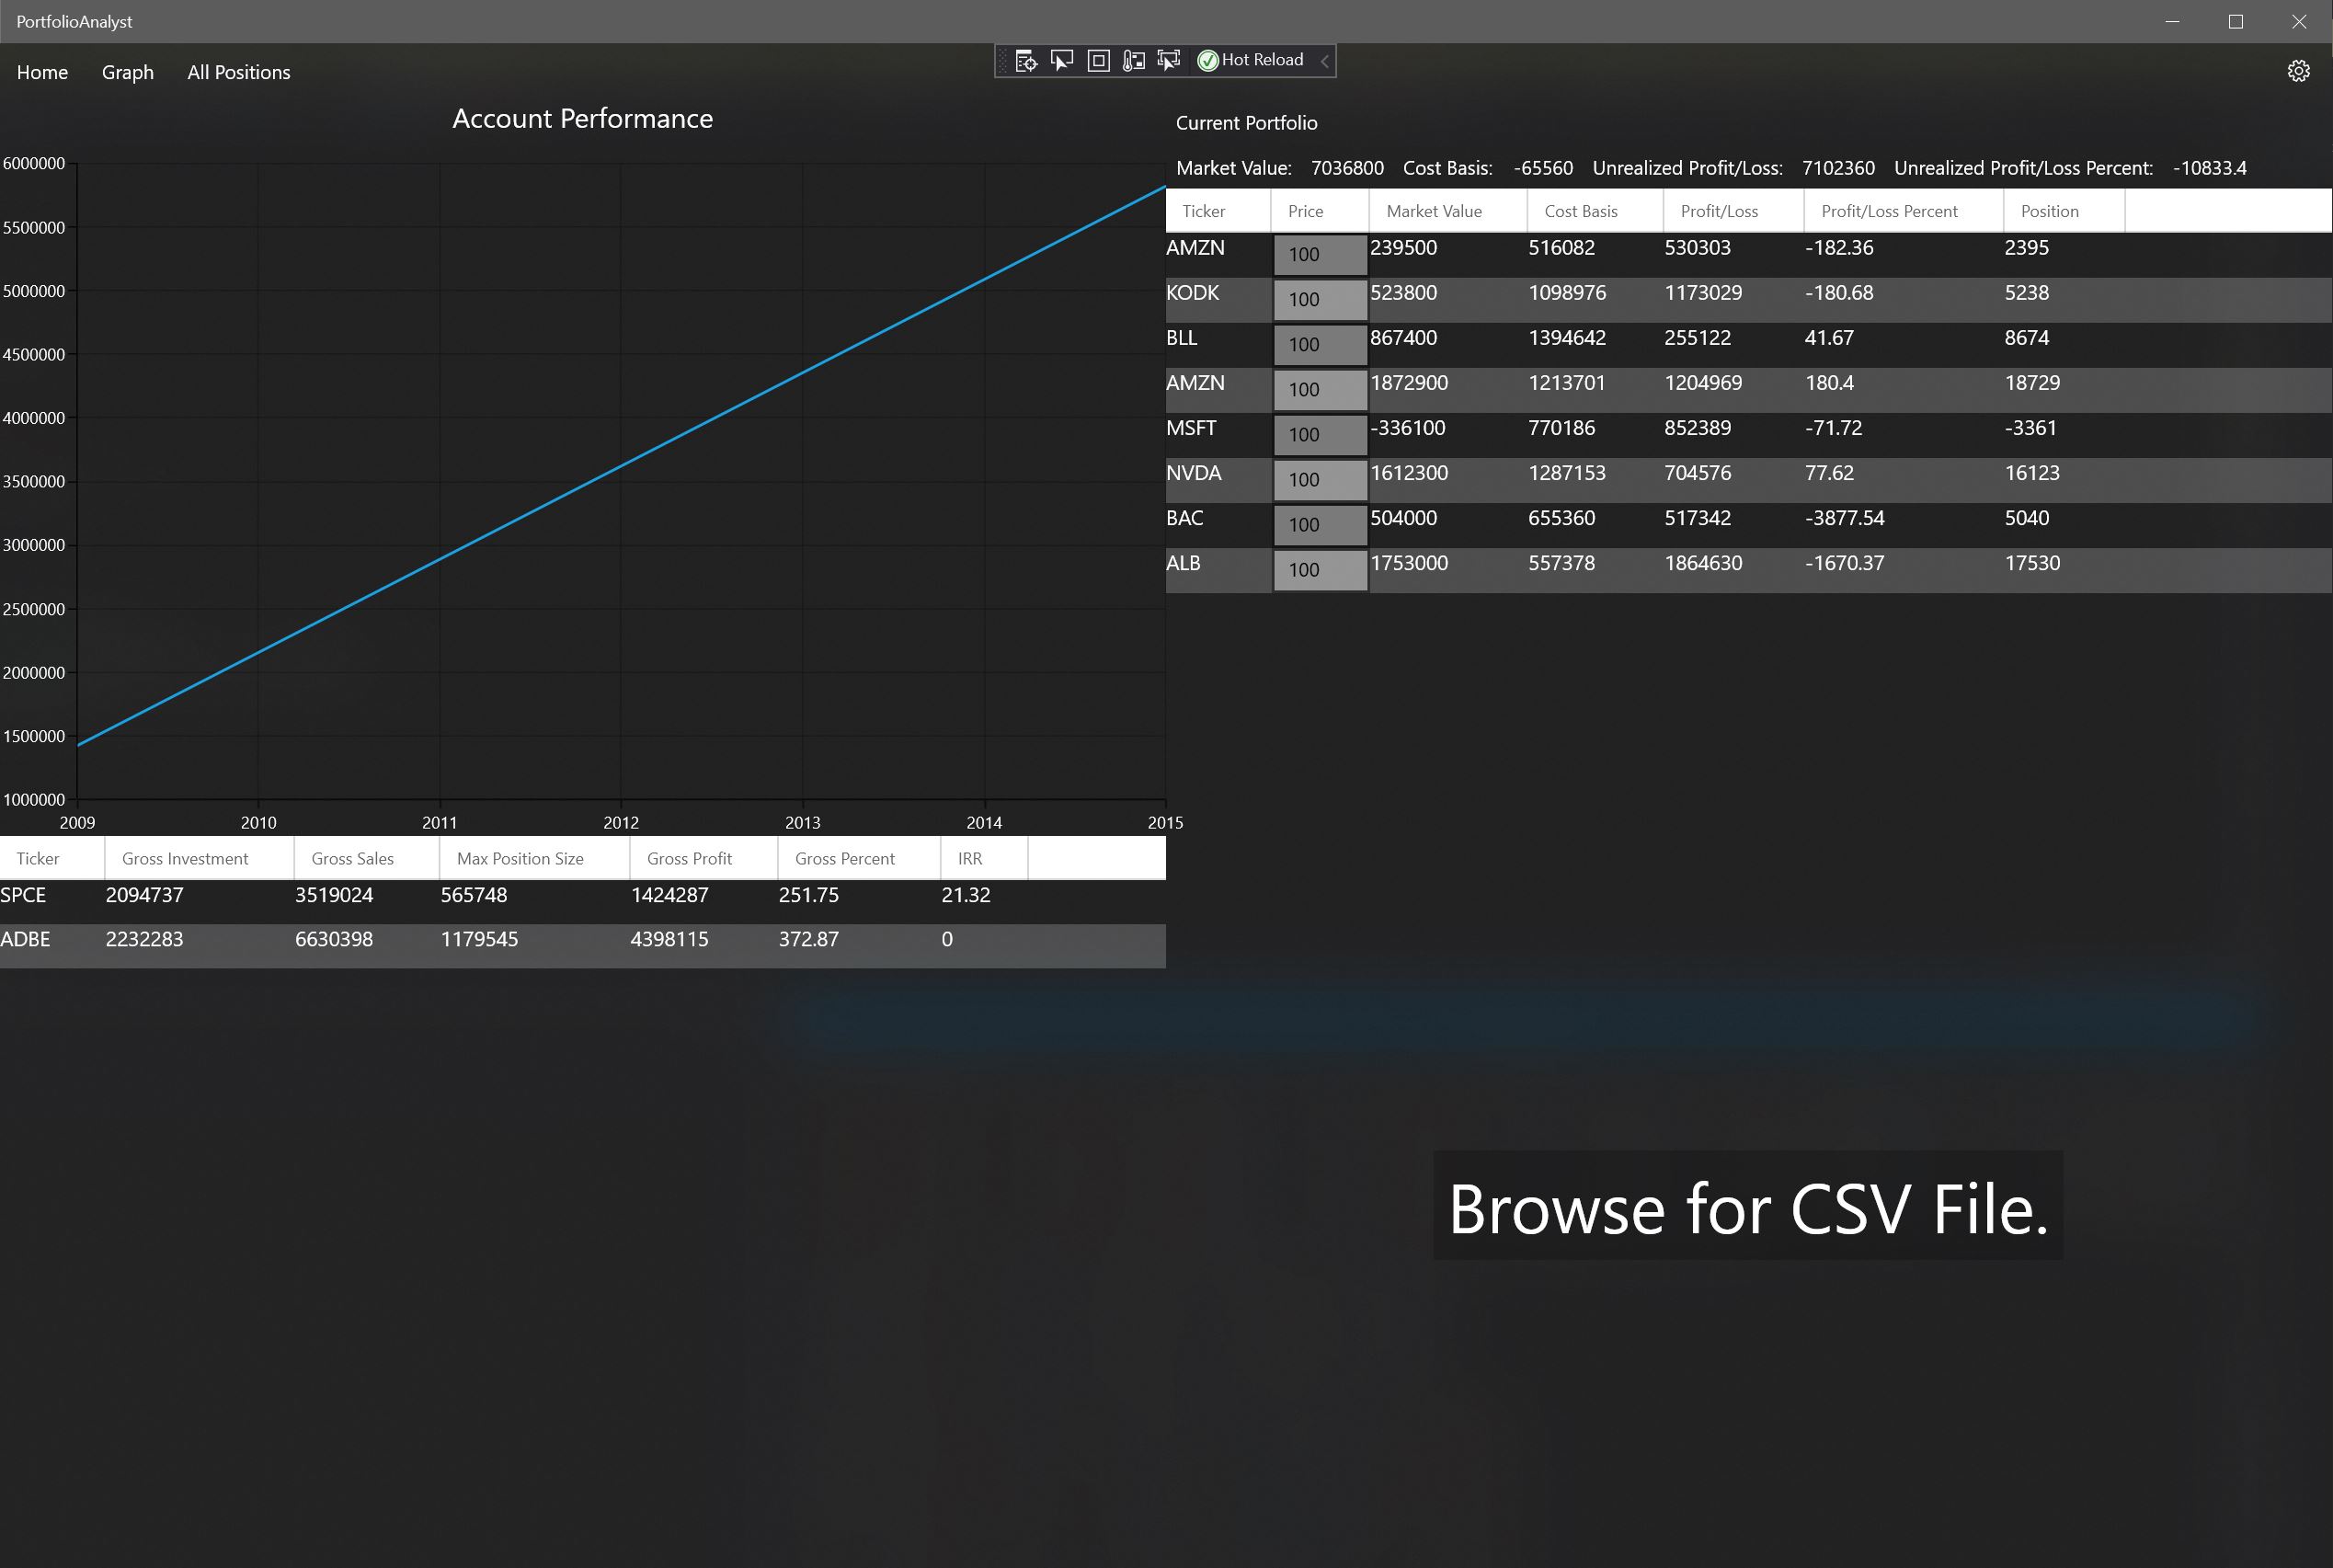 PortfolioAnalyst
Home Graph All Positions
Hot Reload
Account Performance
6000000
5500000
5000000
4500000
4000000
3500000
3000000
2500000
2000000
1500000
1000000
2009 2010 2011 2012 2013 2014 2015
Ticker Gross Investment Gross Sales Max Position Size Gross Profit Gross Percent IRR
SPCE 2094737 3519024 565748 1424287 251.75 21.32
ADBE 2232283 6630398 1179545 4398115 372.87 0
Current Portfolio
Market Value: 7036800 Cost Basis: -65560 Unrealized Profit/Loss: 7102360 Unrealized Profit/Loss Percent: -10833.4
Ticker Price Market Value Cost Basis Profit/Loss Profit/Loss Percent Position
AMZN 100 239500 516082 530303 -182.36 2395
KODK 100 523800 1098976 1173029 -180.68 5238
BLL 100 867400 1394642 255122 41.67 8674
AMZN 100 1872900 1213701 1204969 180.4 18729
MSFT 100 -336100 770186 852389 -71.72 -3361
NVDA 100 1612300 1287153 704576 77.62 16123
BAC 100 504000 655360 517342 -3877.54 5040
ALB 100 1753000 557378 1864630 -1670.37 17530
Browse for CSV File.